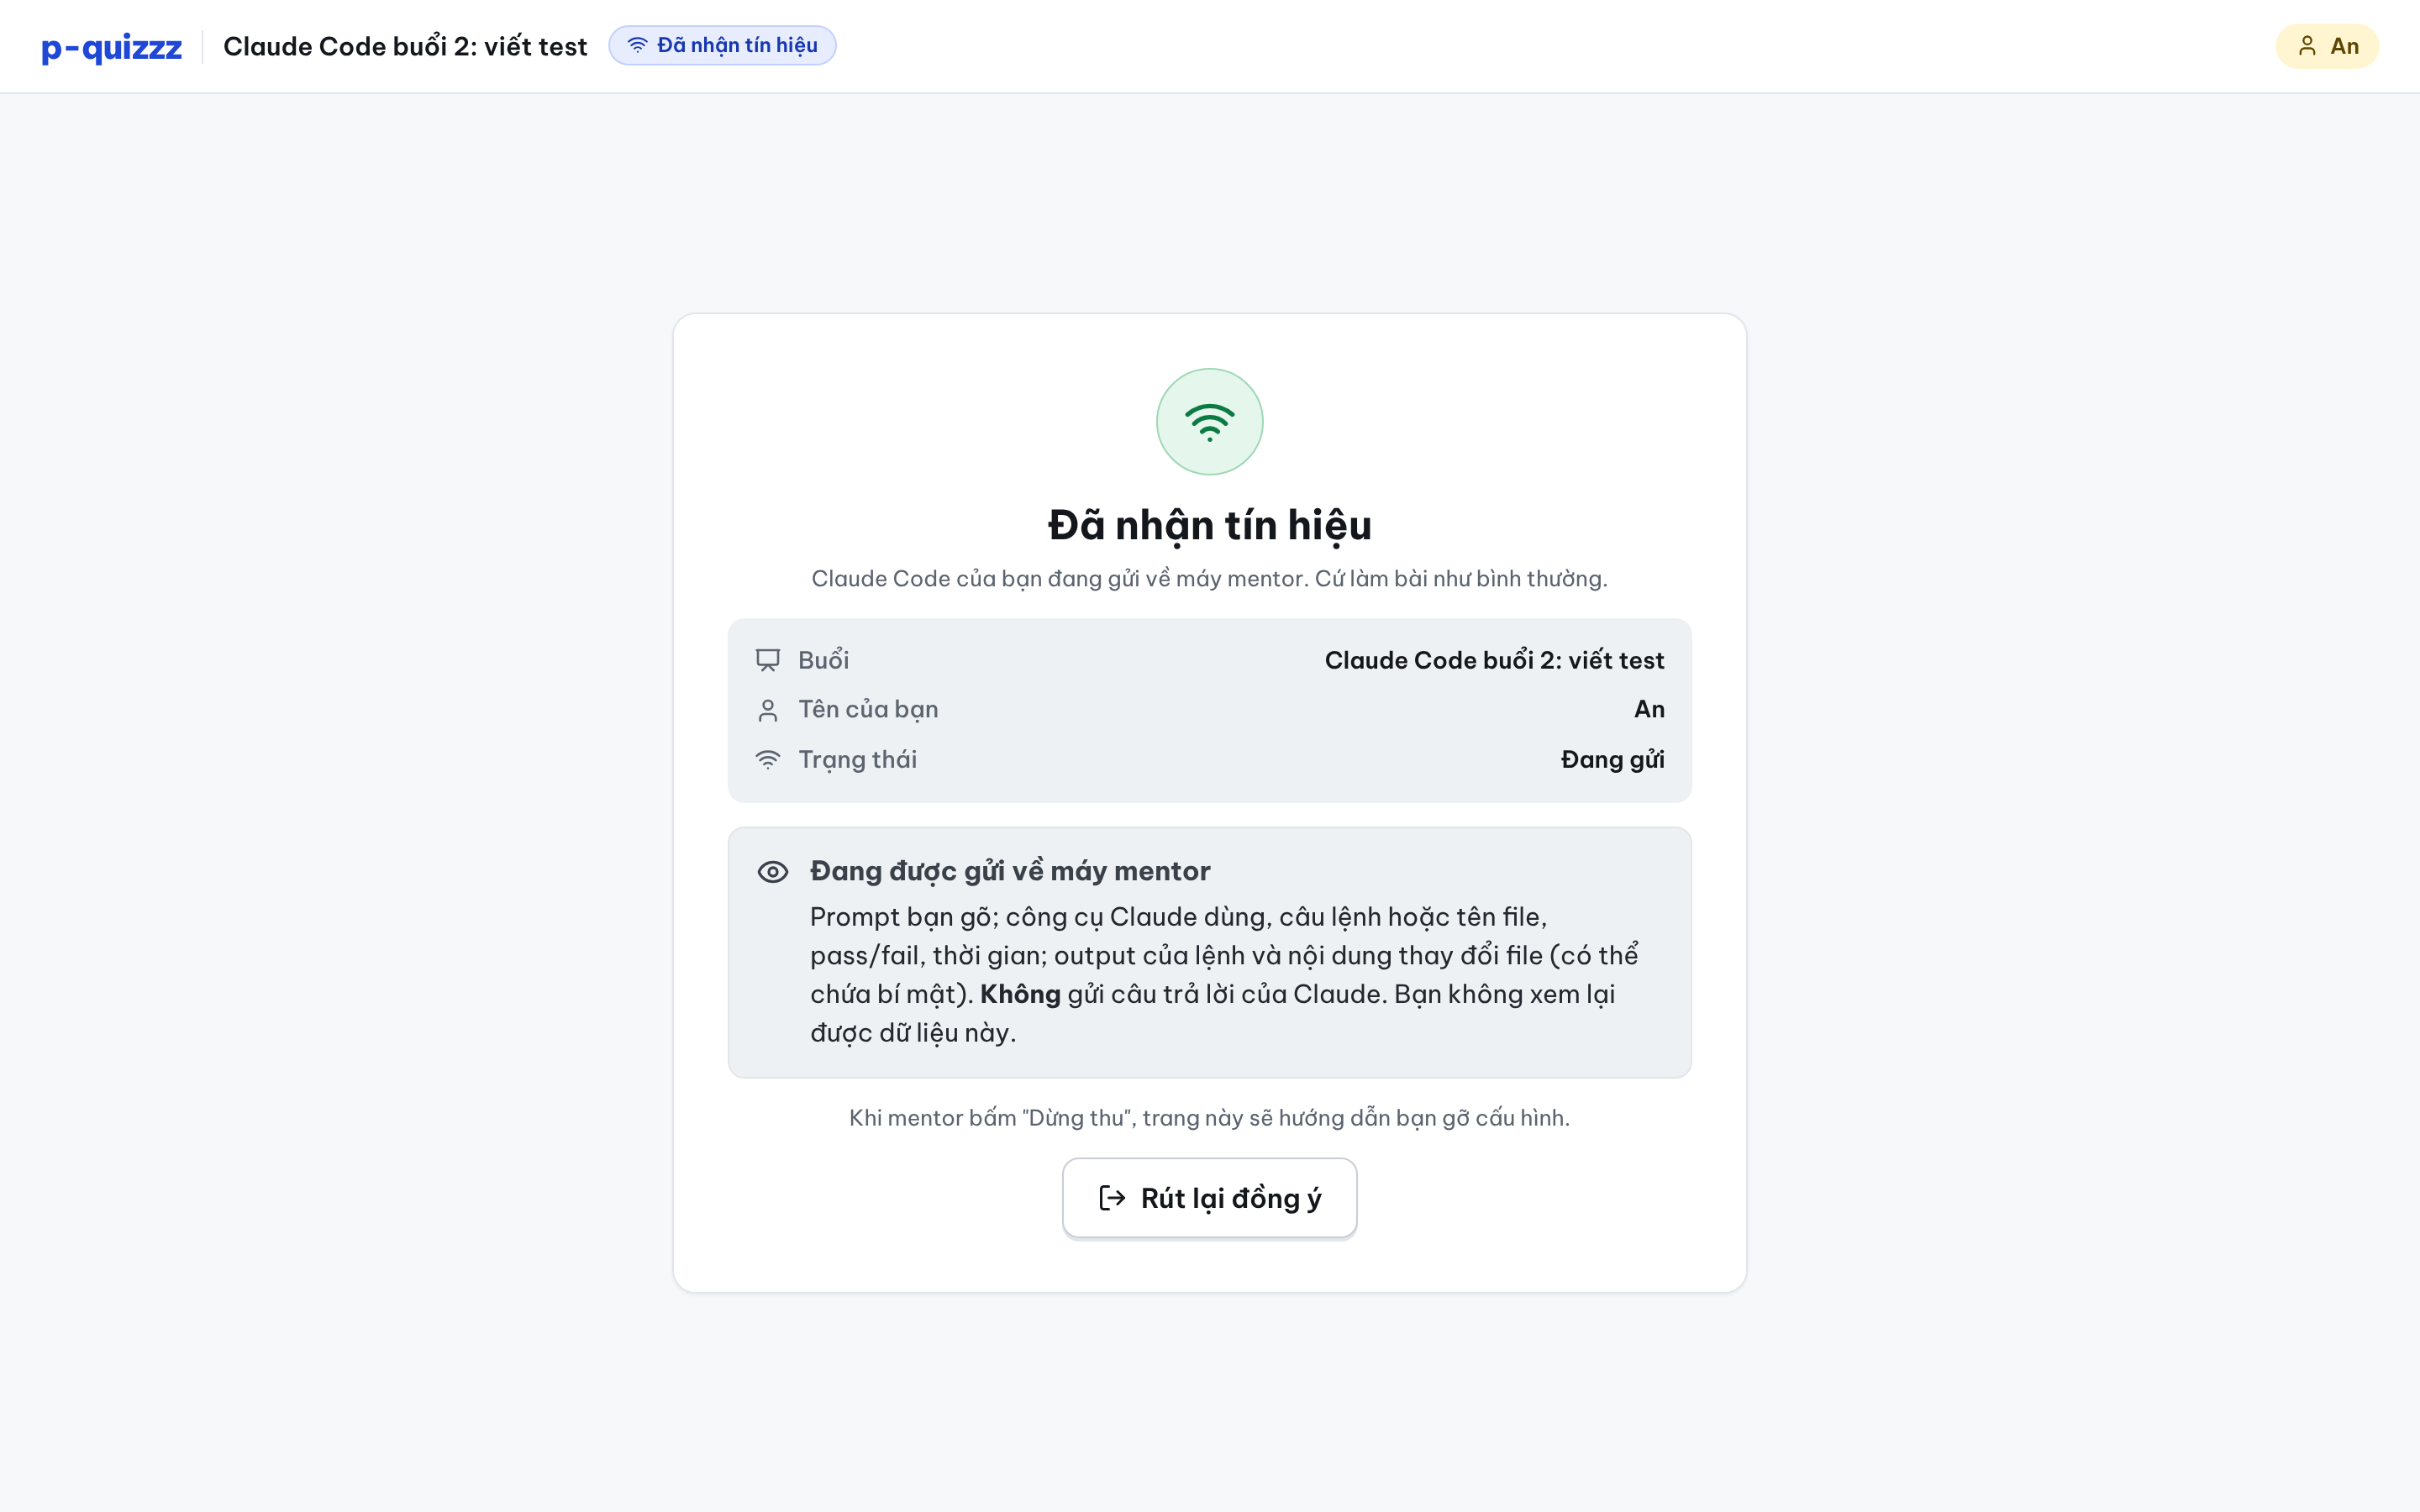 p-quizzz
Claude Code buổi 2: viết test
Đã nhận tín hiệu
An
Đã nhận tín hiệu
Claude Code của bạn đang gửi về máy mentor. Cứ làm bài như bình thường.
Buổi
Claude Code buổi 2: viết test
Tên của bạn
An
Trạng thái
Đang gửi
Đang được gửi về máy mentor
Prompt bạn gõ; công cụ Claude dùng, câu lệnh hoặc tên file,
pass/fail, thời gian; output của lệnh và nội dung thay đổi file (có thể
chứa bí mật). Không gửi câu trả lời của Claude. Bạn không xem lại
được dữ liệu này.
Khi mentor bấm "Dừng thu", trang này sẽ hướng dẫn bạn gỡ cấu hình.
Rút lại đồng ý